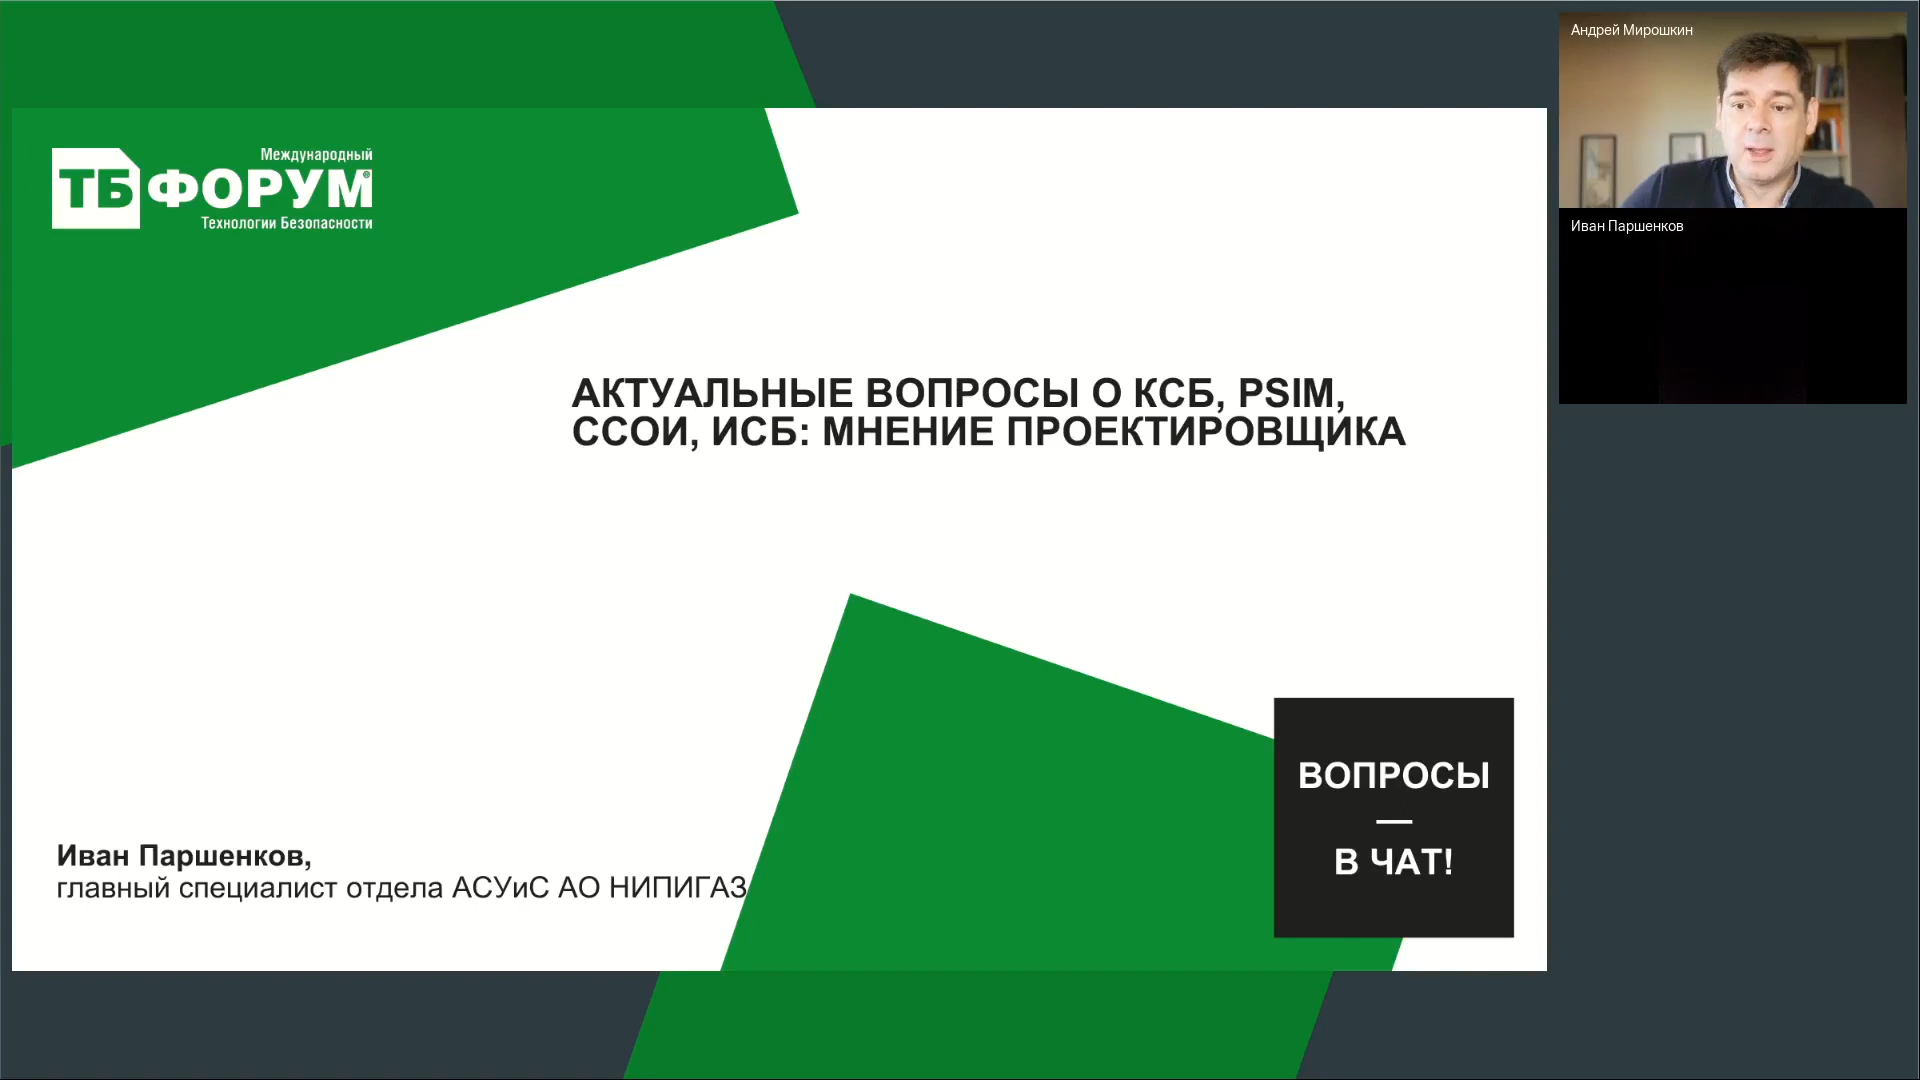 Международный
ТБ ФОРУМ®
Технологии Безопасности
АКТУАЛЬНЫЕ ВОПРОСЫ О КСБ, PSIM,
ССОИ, ИСБ: МНЕНИЕ ПРОЕКТИРОВЩИКА
Иван Паршенков,
главный специалист отдела АСУиС АО НИПИГАЗ
ВОПРОСЫ
—
В ЧАТ!
Андрей Мирошкин
Иван Паршенков